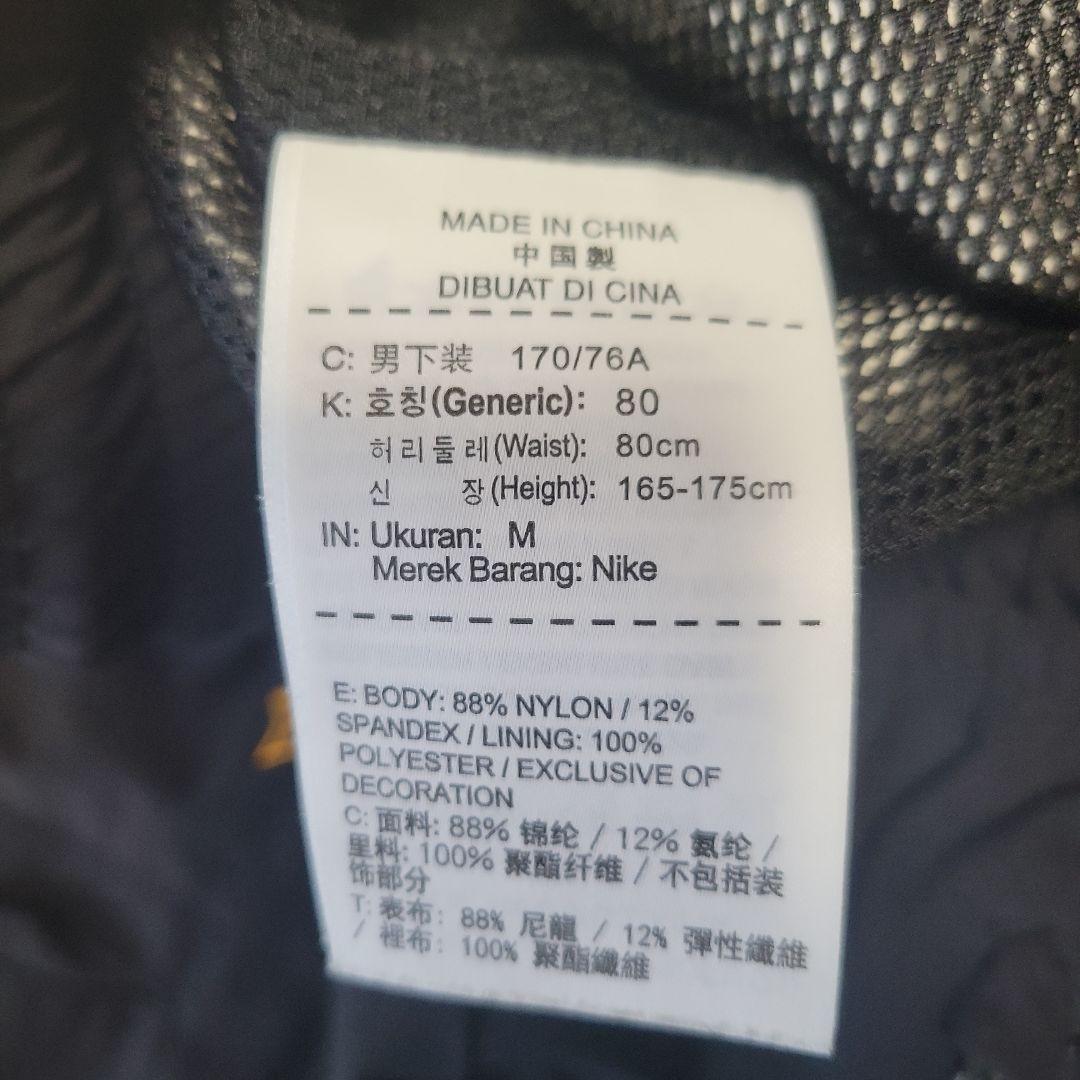 MADE IN CHINA
中国製
DIBUAT DI CINA
C: 男下装 170/76A
K: 호칭(Generic): 80
허리둘레(Waist): 80cm
신 장(Height): 165-175cm
IN: Ukuran: M
Merek Barang: Nike
E: BODY: 88% NYLON / 12%
SPANDEX / LINING: 100%
POLYESTER / EXCLUSIVE OF
DECORATION
C: 面料: 88% 锦纶 / 12% 氨纶 /
里料: 100% 聚酯纤维 / 不包括装
饰部分
T: 表布: 88% 尼龍 / 12% 彈性纖維
/ 裡布: 100% 聚酯纖維